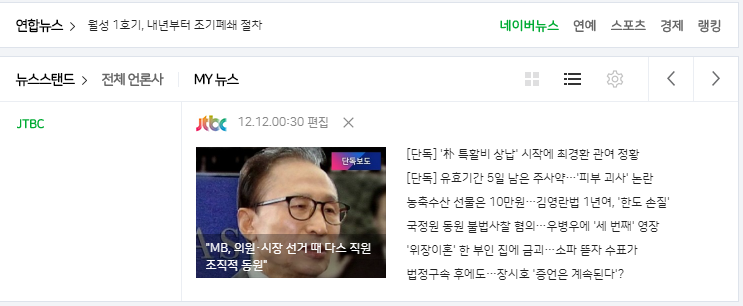 연합뉴스 > 월성 1호기, 내년부터 조기폐쇄 절차
네이버뉴스 연예 스포츠 경제 랭킹
뉴스스탠드 > 전체 언론사 MY 뉴스
JTBC
jtbc 12.12.00:30 편집
단독보도
"MB, 의원·시장 선거 때 다스 직원
조직적 동원"
[단독] '朴 특활비 상납' 시작에 최경환 관여 정황
[단독] 유효기간 5일 남은 주사약…'피부 괴사' 논란
농축수산 선물은 10만원…김영란법 1년여, '한도 손질'
국정원 동원 불법사찰 혐의…우병우에 '세 번째' 영장
'위장이혼' 한 부인 집에 금괴…소파 뜯자 수표가
법정구속 후에도…장시호 '증언은 계속된다'?